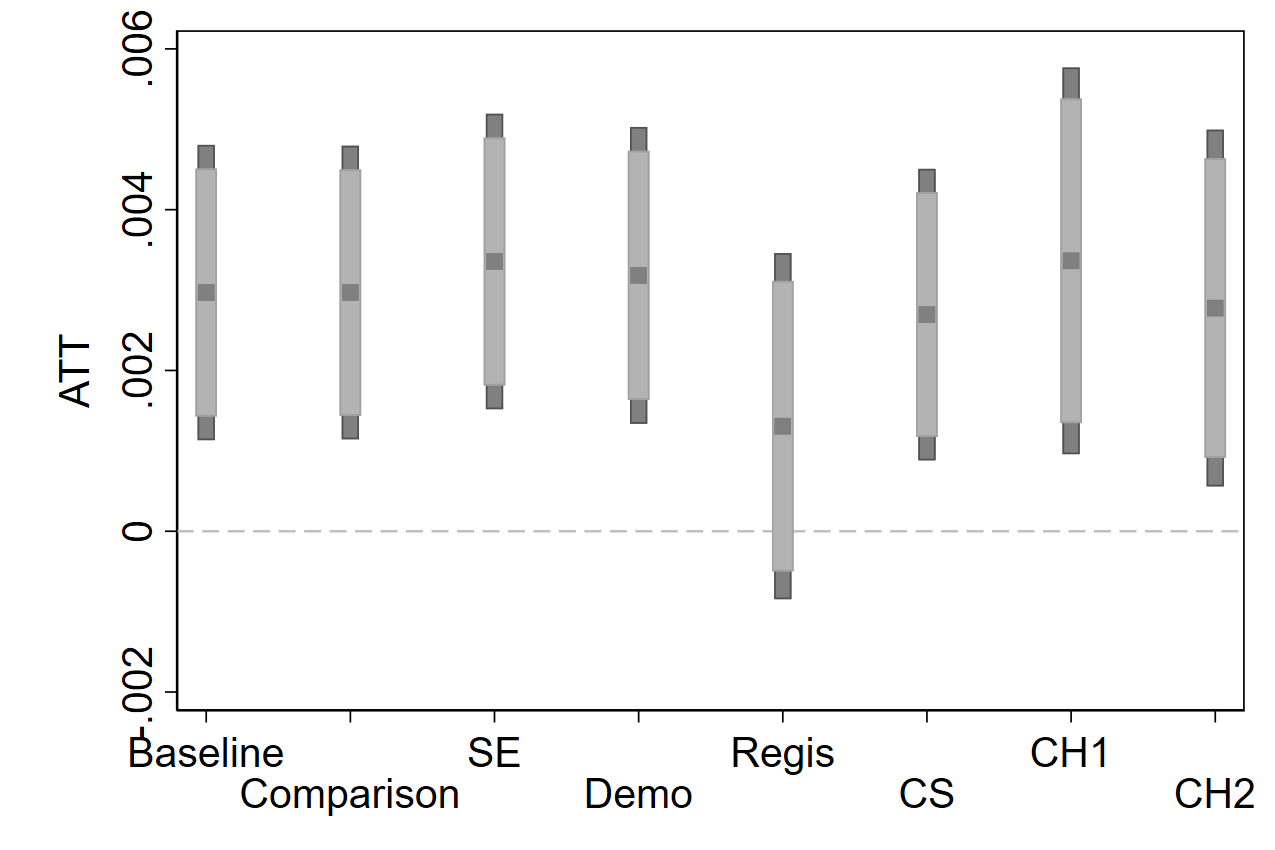 ATT
.006
.004
.002
0
-.002
Baseline
SE
Regis
CH1
Comparison
Demo
CS
CH2